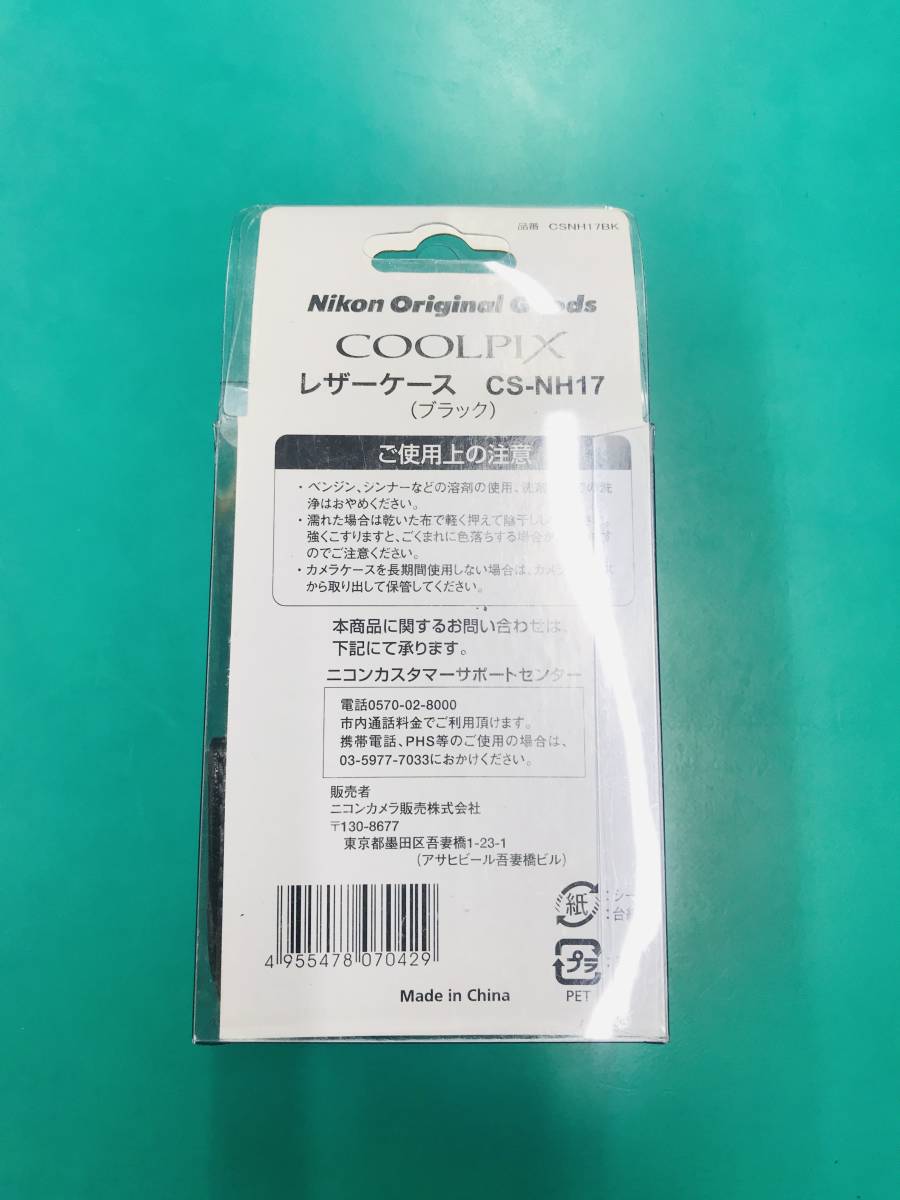 品番 CSNH17BK
Nikon Original Goods
COOLPIX
レザーケース CS-NH17
(ブラック)
ご使用上の注意
・ベンジン、シンナーなどの溶剤の使用、洗
浄はおやめください。
・濡れた場合は乾いた布で軽く押えて陰干し
強くこすりますと、ごくまれに色落ちする場合が
のでご注意ください。
・カメラケースを長期間使用しない場合は、カメラ
から取り出して保管してください。
本商品に関するお問い合わせは、
下記にて承ります。
ニコンカスタマーサポートセンター
電話0570-02-8000
市内通話料金でご利用頂けます。
携帯電話、PHS等のご使用の場合は、
03-5977-7033におかけください。
販売者
ニコンカメラ販売株式会社
〒130-8677
東京都墨田区吾妻橋1-23-1
(アサヒビール吾妻橋ビル)
紙
4 955478 070429
プラ
Made in China
PET